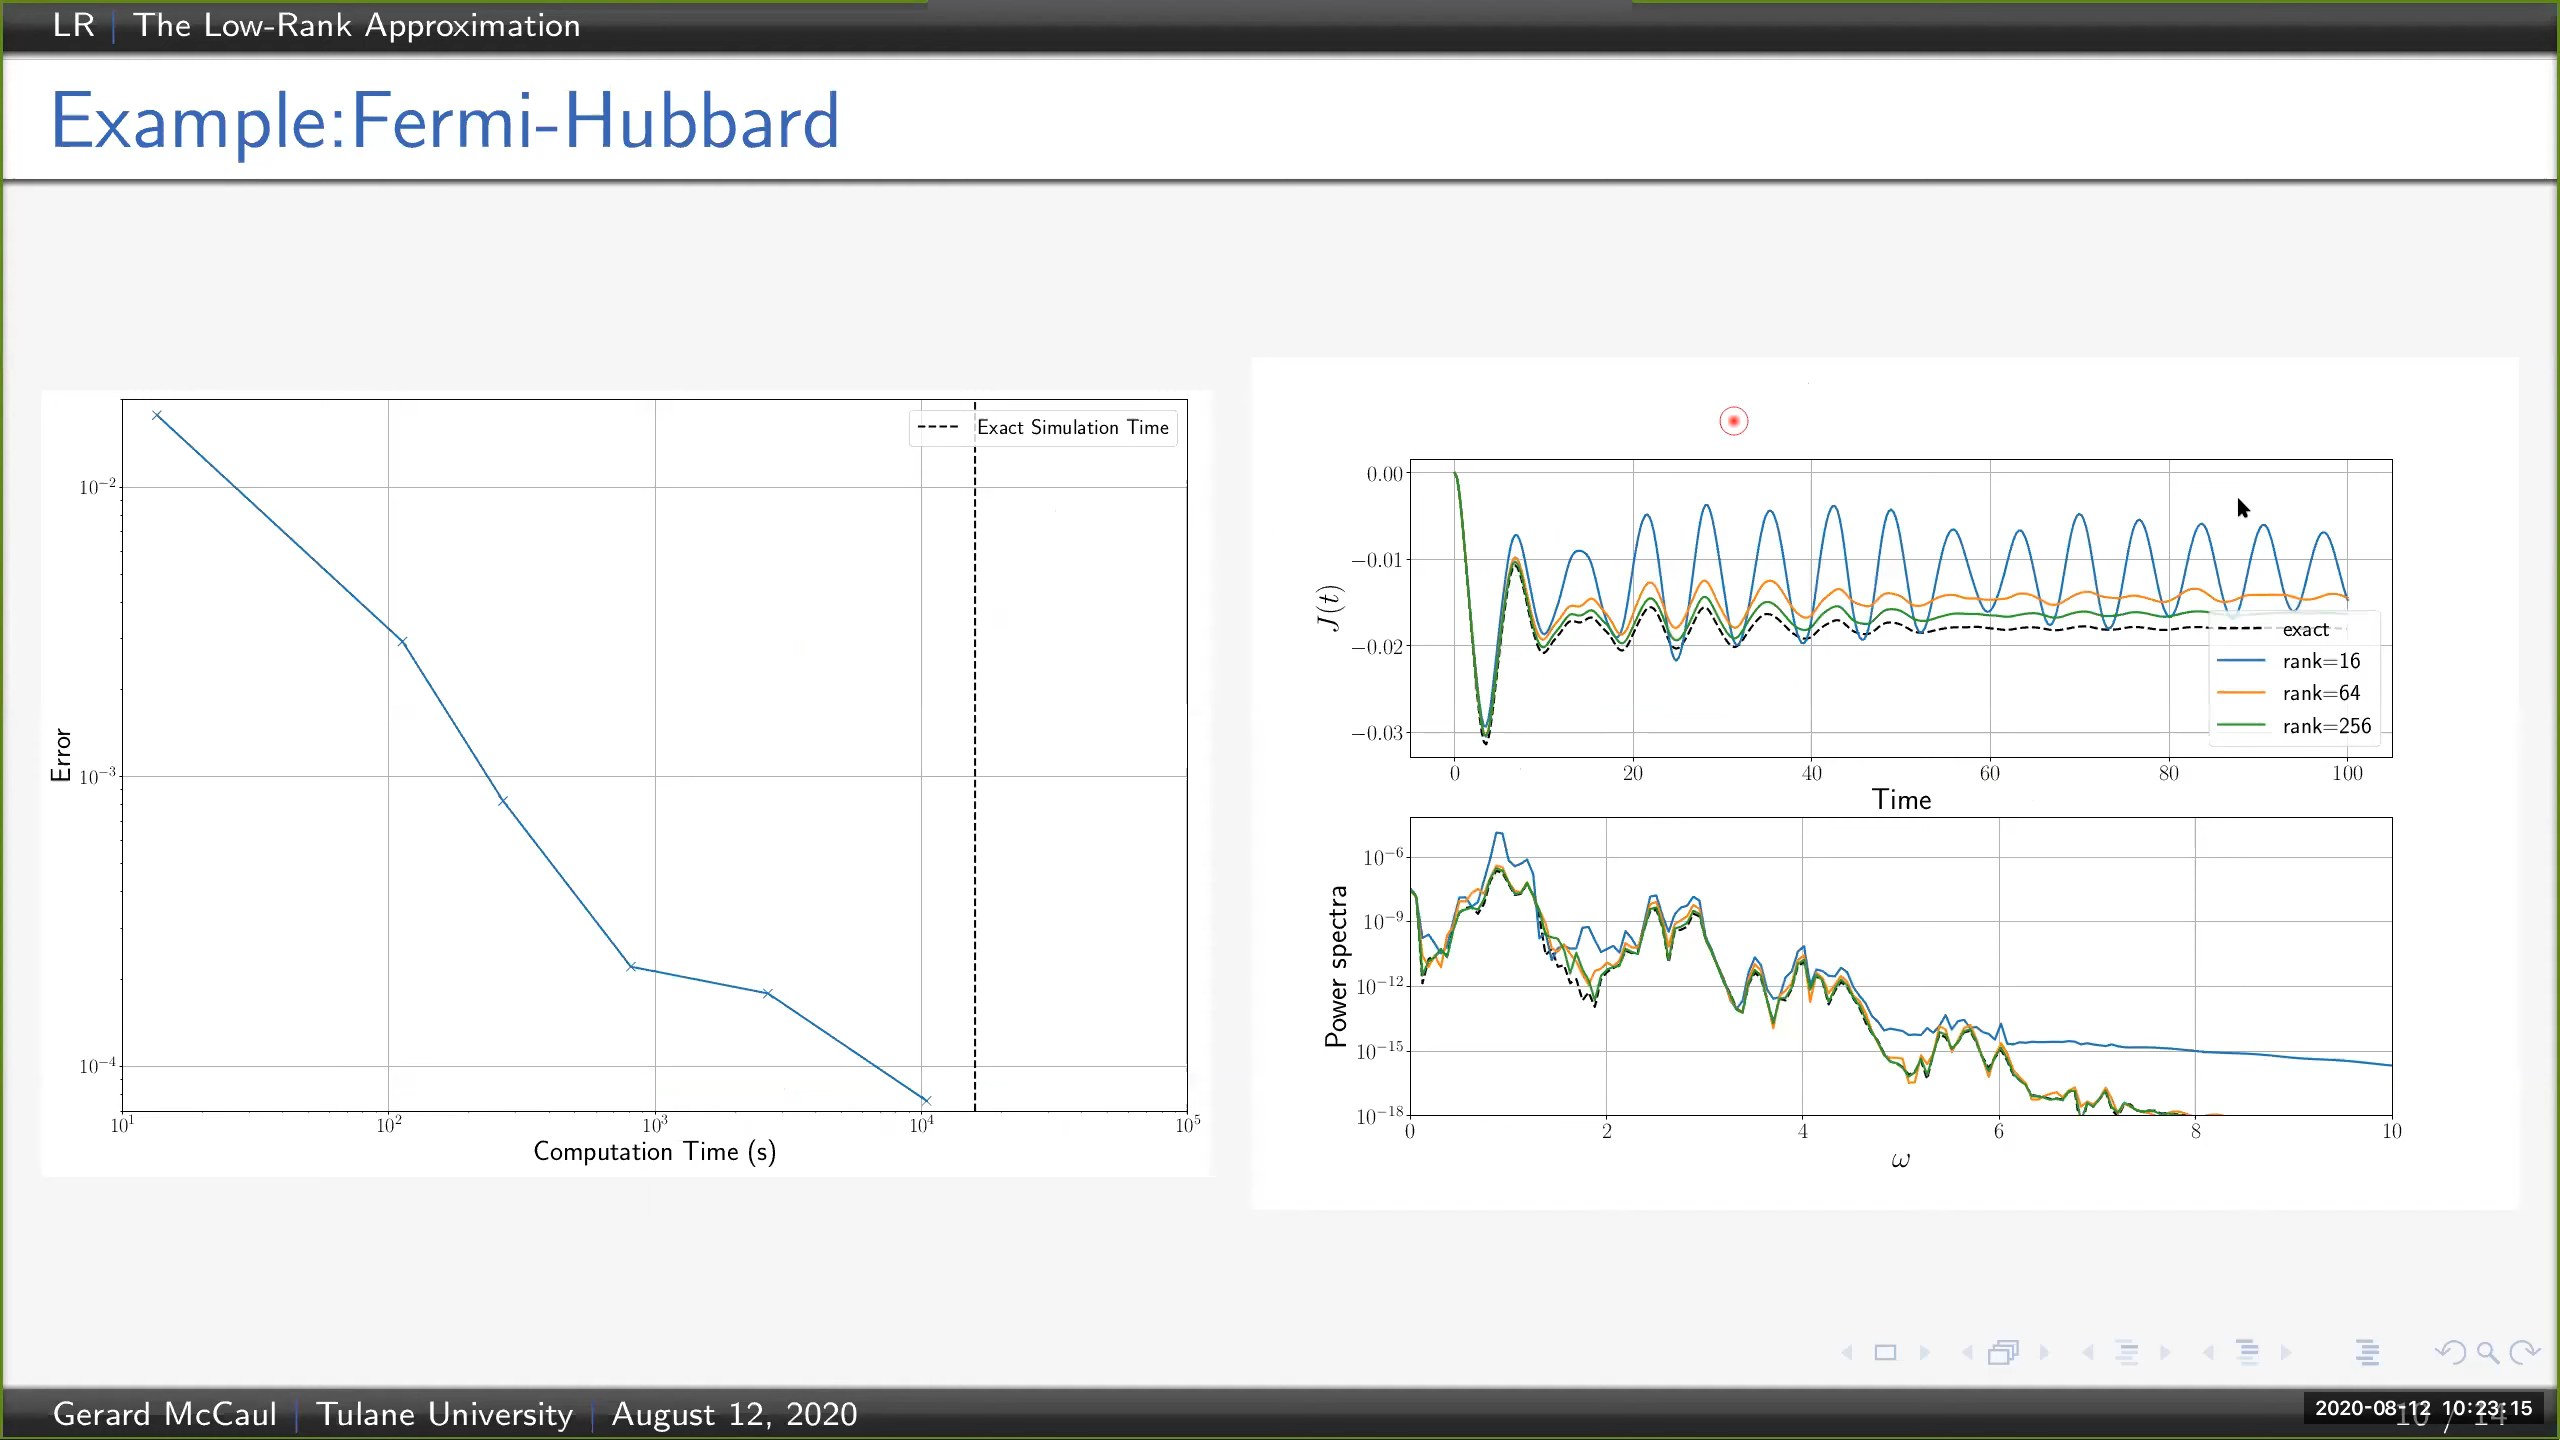 LR | The Low-Rank Approximation
Example:Fermi-Hubbard
Exact Simulation Time
10⁻²
10⁻³
10⁻⁴
Error
10¹ 10² 10³ 10⁴ 10⁵
Computation Time (s)
0.00
−0.01
−0.02
−0.03
J(t)
exact
rank=16
rank=64
rank=256
0 20 40 60 80 100
Time
10⁻⁶
10⁻⁹
10⁻¹²
10⁻¹⁵
10⁻¹⁸
Power spectra
0 2 4 6 8 10
ω
Gerard McCaul | Tulane University | August 12, 2020
2020-08-12 10:23:15
10 / 14